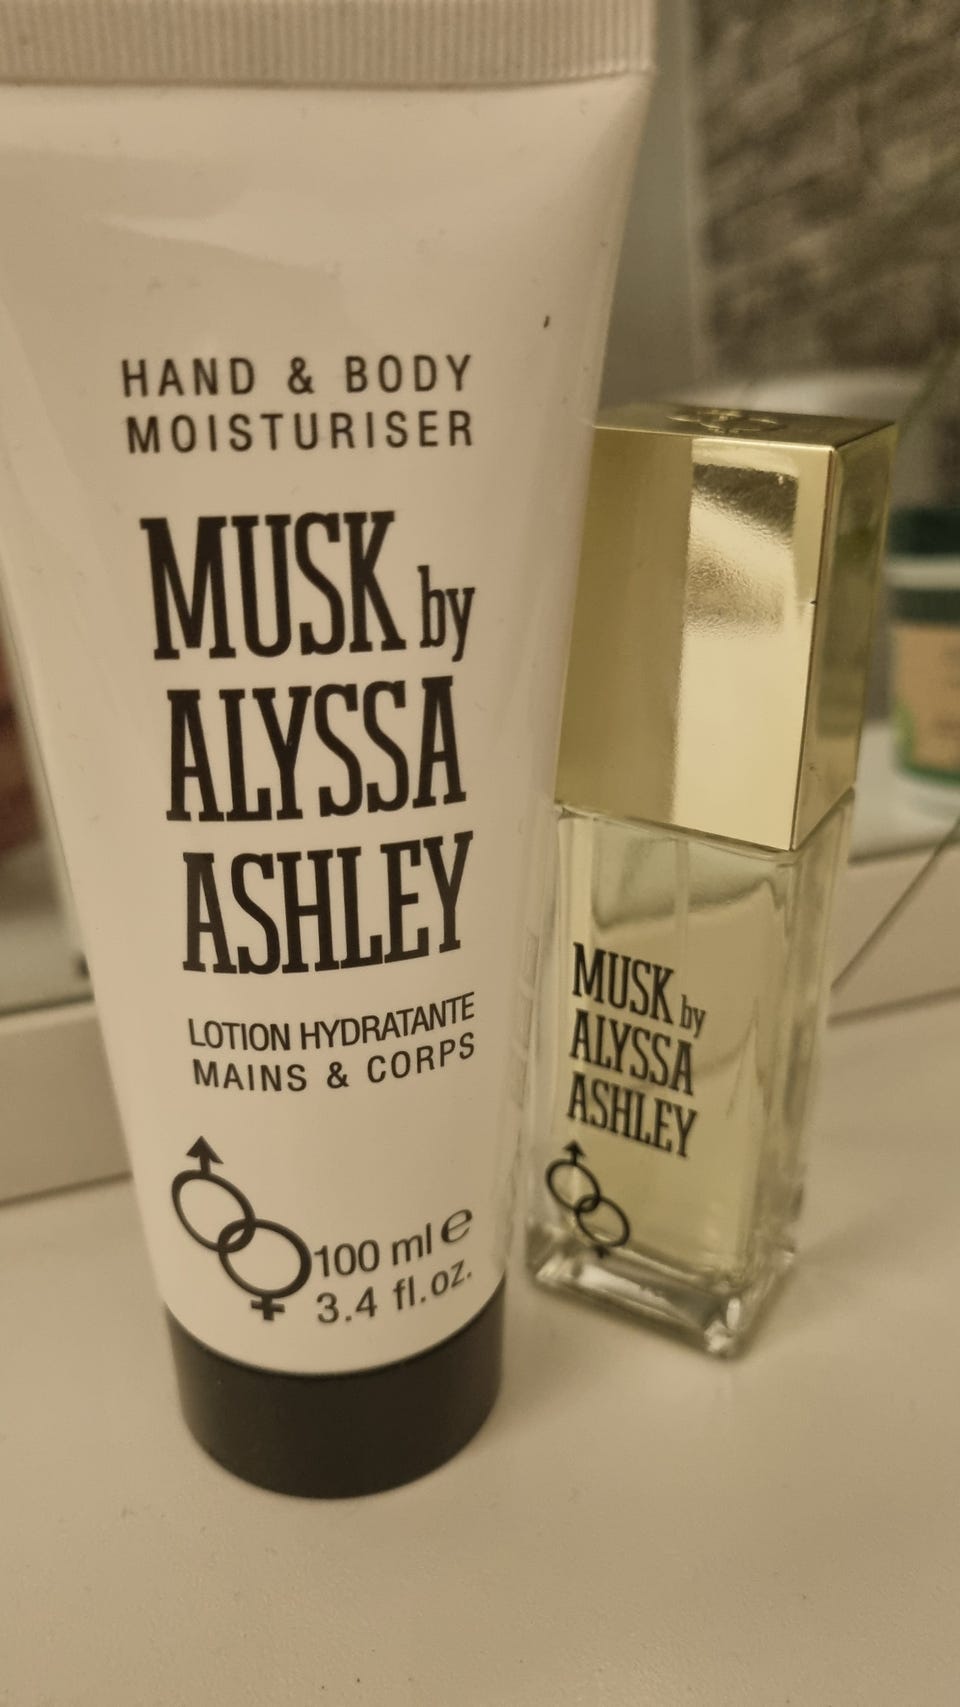 HAND & BODY
MOISTURISER
MUSK by
ALYSSA
ASHLEY
LOTION HYDRATANTE
MAINS & CORPS
100 ml e
3.4 fl.oz.
MUSK by
ALYSSA
ASHLEY